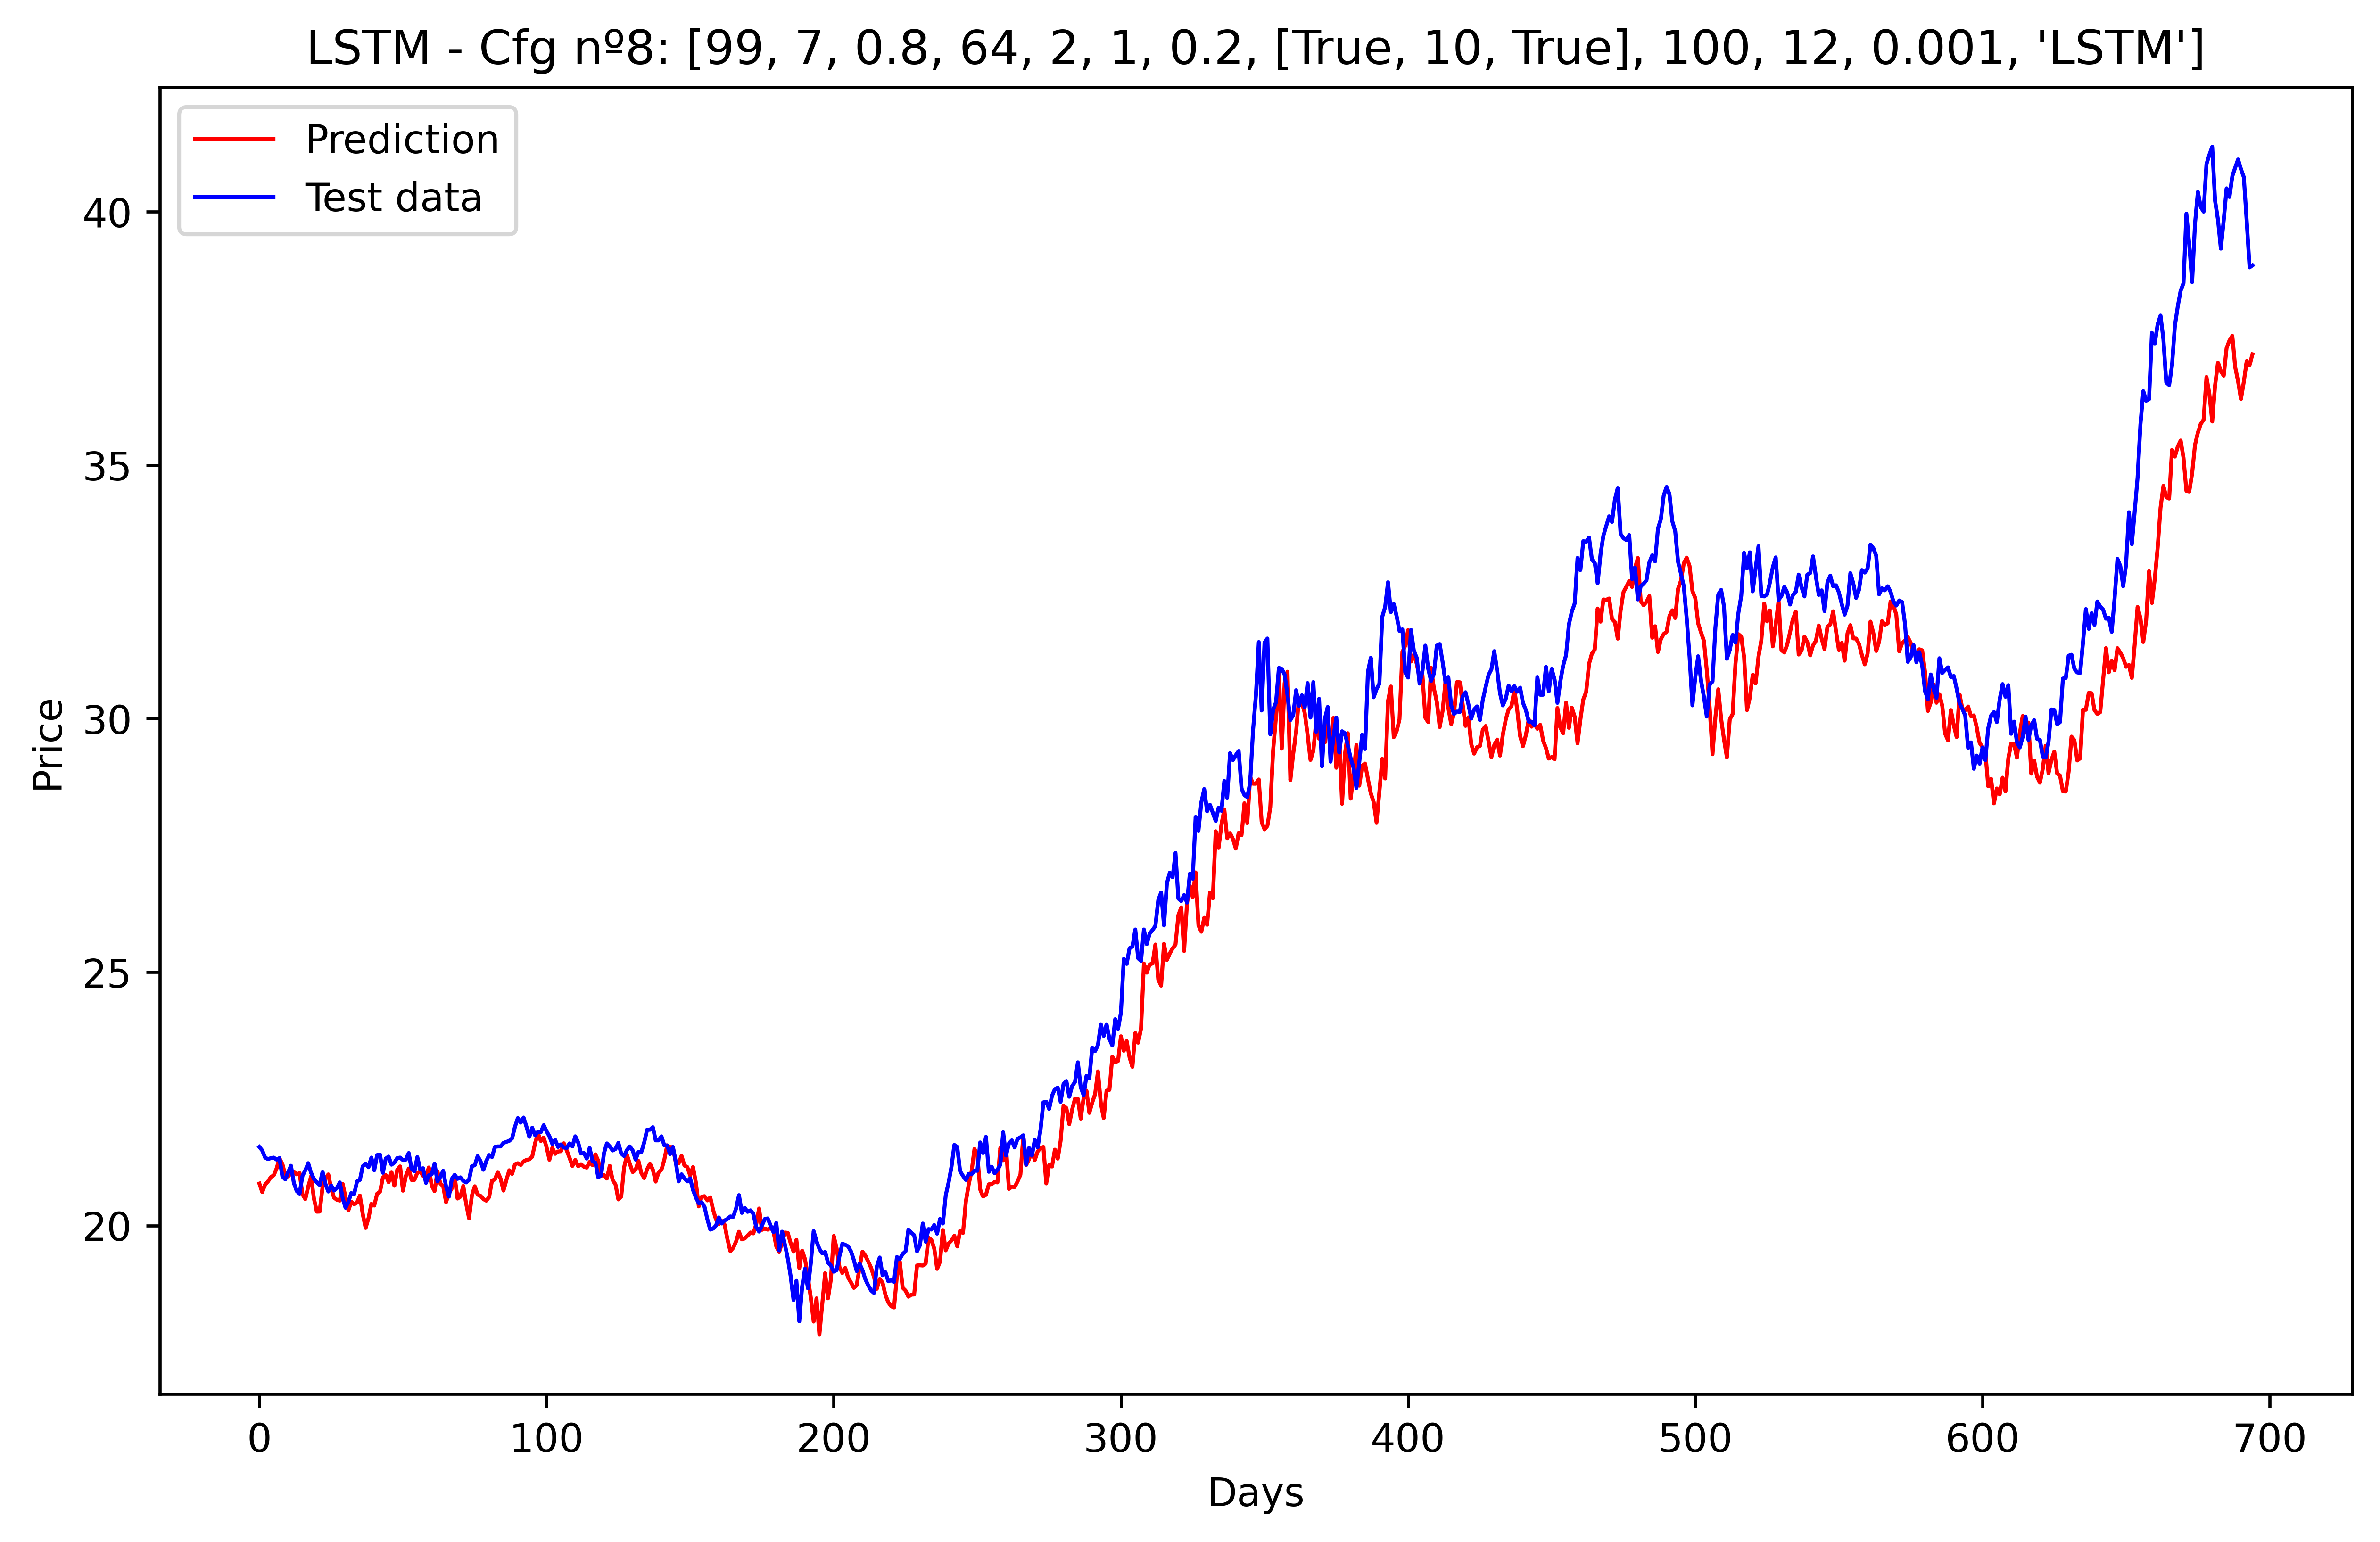 LSTM - Cfg nº8: [99, 7, 0.8, 64, 2, 1, 0.2, [True, 10, True], 100, 12, 0.001, 'LSTM']
Prediction
Test data
40
35
30
25
20
Price
0 100 200 300 400 500 600 700
Days